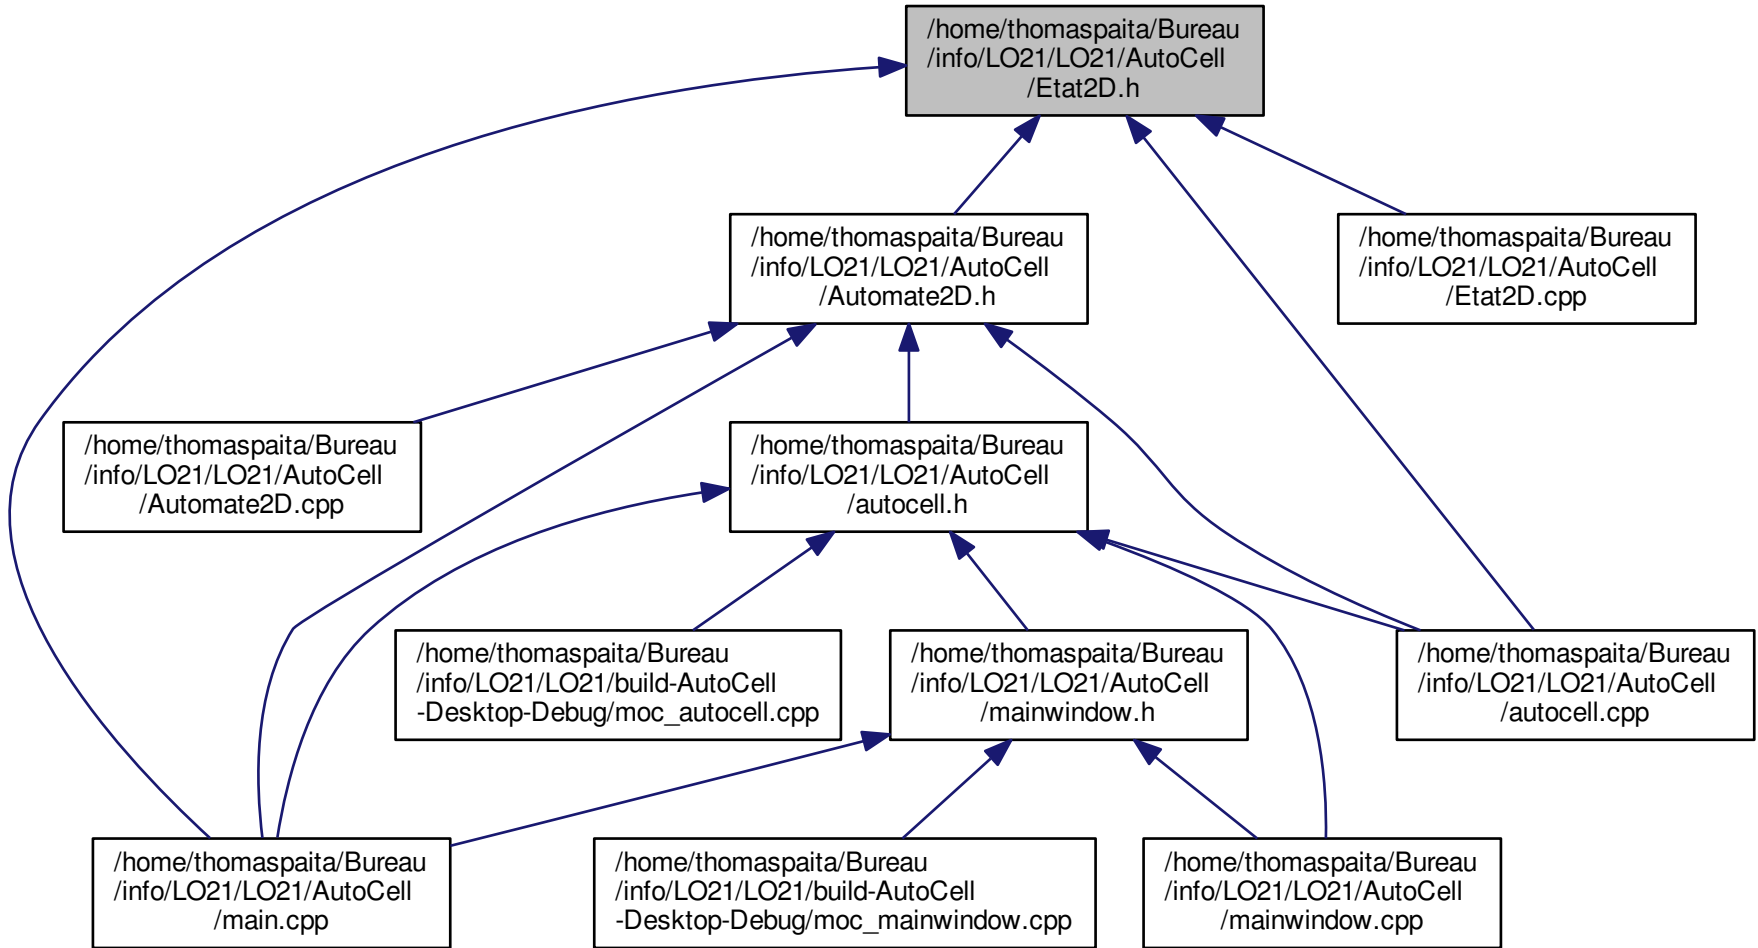 /home/thomaspaita/Bureau
/info/LO21/LO21/AutoCell
/Etat2D.h
/home/thomaspaita/Bureau
/info/LO21/LO21/AutoCell
/Automate2D.h
/home/thomaspaita/Bureau
/info/LO21/LO21/AutoCell
/Etat2D.cpp
/home/thomaspaita/Bureau
/info/LO21/LO21/AutoCell
/Automate2D.cpp
/home/thomaspaita/Bureau
/info/LO21/LO21/AutoCell
/autocell.h
/home/thomaspaita/Bureau
/info/LO21/LO21/build-AutoCell
-Desktop-Debug/moc_autocell.cpp
/home/thomaspaita/Bureau
/info/LO21/LO21/AutoCell
/mainwindow.h
/home/thomaspaita/Bureau
/info/LO21/LO21/AutoCell
/autocell.cpp
/home/thomaspaita/Bureau
/info/LO21/LO21/AutoCell
/main.cpp
/home/thomaspaita/Bureau
/info/LO21/LO21/build-AutoCell
-Desktop-Debug/moc_mainwindow.cpp
/home/thomaspaita/Bureau
/info/LO21/LO21/AutoCell
/mainwindow.cpp